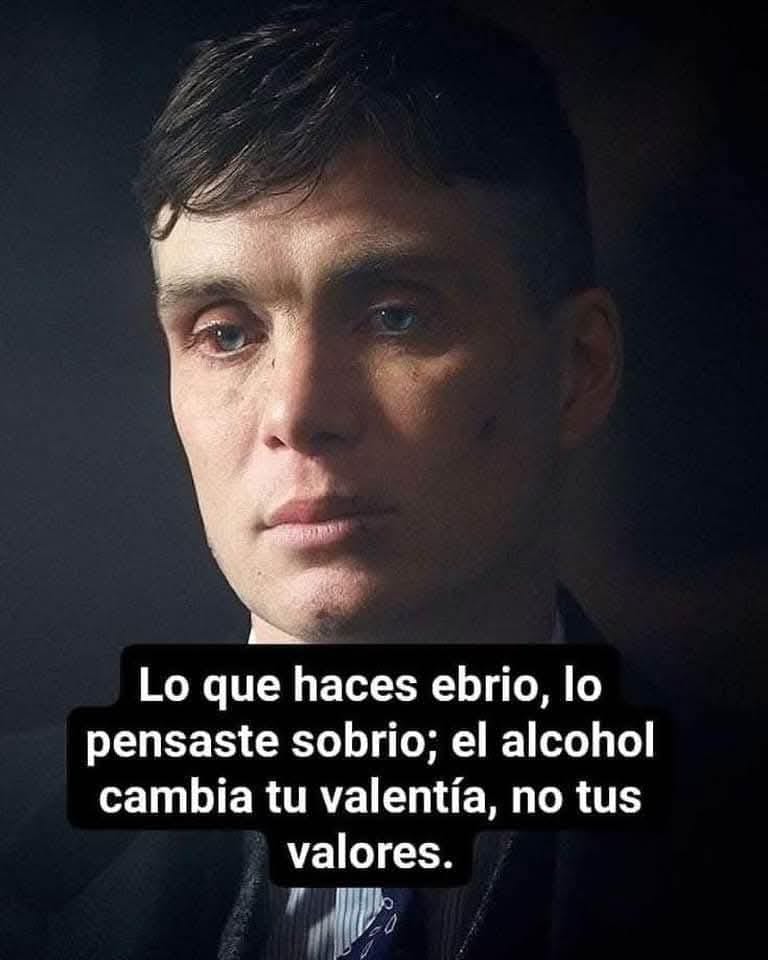 Lo que haces ebrio, lo
pensaste sobrio; el alcohol
cambia tu valentía, no tus
valores.